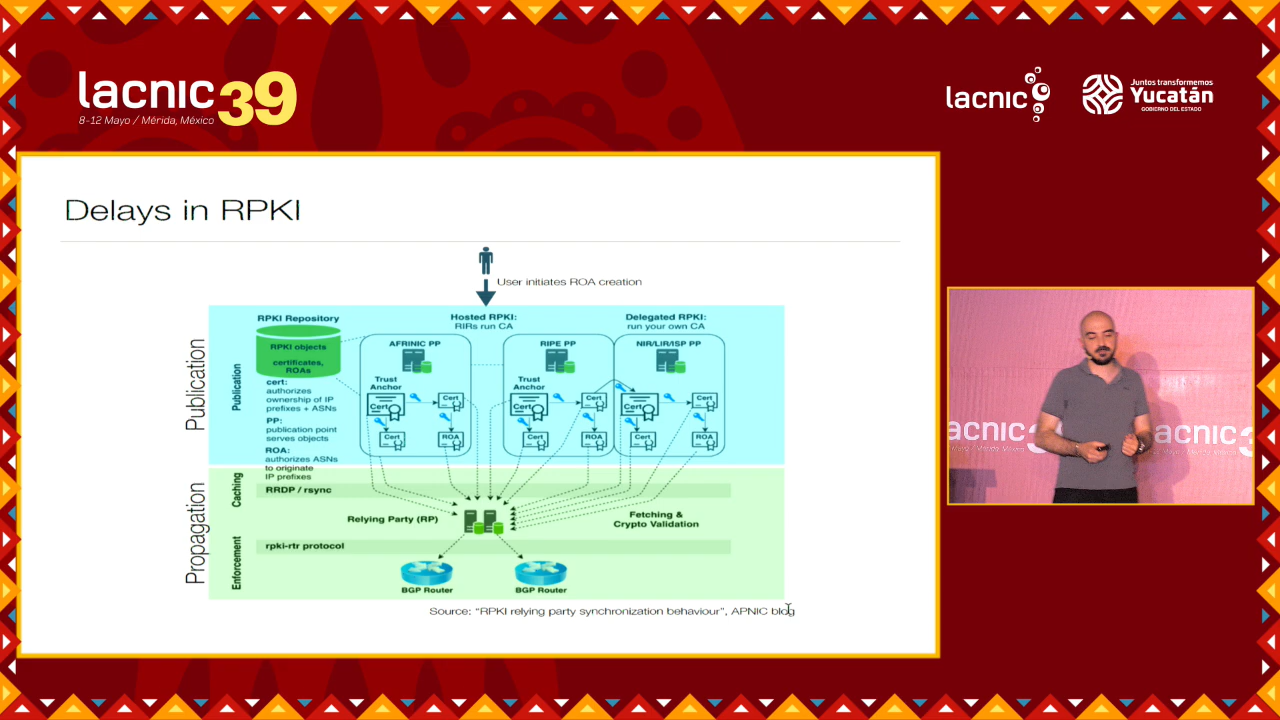 lacnic39
8-12 Mayo / Mérida, México
lacnic
Juntos transformemos
Yucatán
GOBIERNO DEL ESTADO
Delays in RPKI
User initiates ROA creation
Publication
Publication
RPKI Repository
RPKI objects
certificates,
ROAs
cert:
authorizes
ownership of IP
prefixes + ASNs
PP:
publication point
serves objects
ROA:
authorizes ASNs
to originate
IP prefixes
Hosted RPKI:
RIRs run CA
Delegated RPKI:
run your own CA
AFRINIC PP
Trust
Anchor
Cert
Cert
Cert
ROA
RIPE PP
Trust
Anchor
Cert
Cert
Cert
ROA
NIR/LIR/ISP PP
Cert
Cert
Cert
ROA
Propagation
Caching
RRDP / rsync
Relying Party (RP)
Fetching &
Crypto Validation
Enforcement
rpki-rtr protocol
BGP Router
BGP Router
Source: "RPKI relying party synchronization behaviour", APNIC blog
acnic3
acnic3